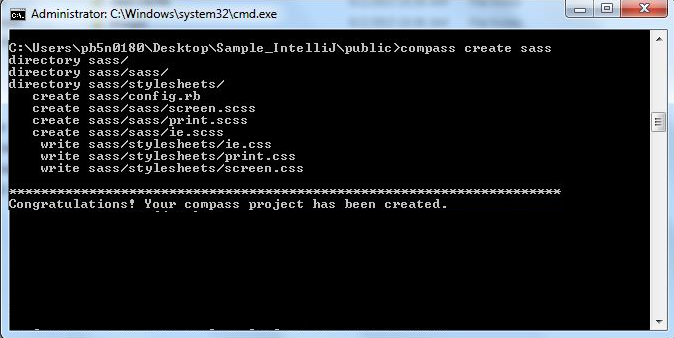 Administrator: C:\Windows\system32\cmd.exe
C:\Users\pb5n0180\Desktop\Sample_IntelliJ\public>compass create sass
directory sass/
directory sass/sass/
directory sass/stylesheets/
   create sass/config.rb
   create sass/sass/screen.scss
   create sass/sass/print.scss
   create sass/sass/ie.scss
    write sass/stylesheets/ie.css
    write sass/stylesheets/print.css
    write sass/stylesheets/screen.css
*********************************************************************
Congratulations! Your compass project has been created.